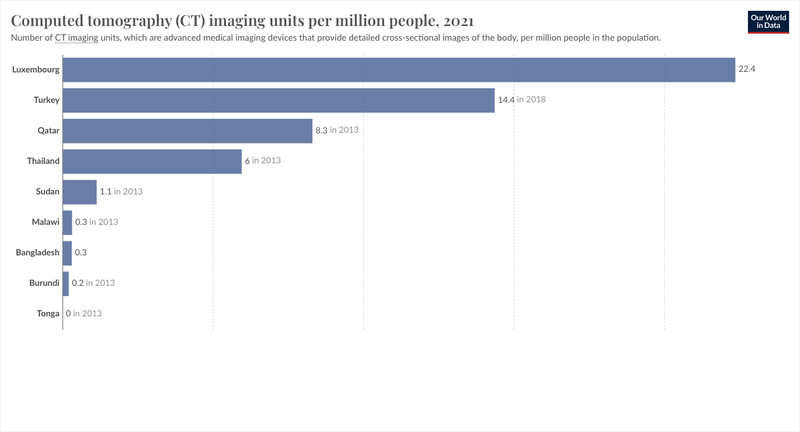 Computed tomography (CT) imaging units per million people, 2021
Our World
in Data
Number of CT imaging units, which are advanced medical imaging devices that provide detailed cross-sectional images of the body, per million people in the population.
Luxembourg 22.4
Turkey 14.4 in 2018
Qatar 8.3 in 2013
Thailand 6 in 2013
Sudan 1.1 in 2013
Malawi 0.3 in 2013
Bangladesh 0.3
Burundi 0.2 in 2013
Tonga 0 in 2013